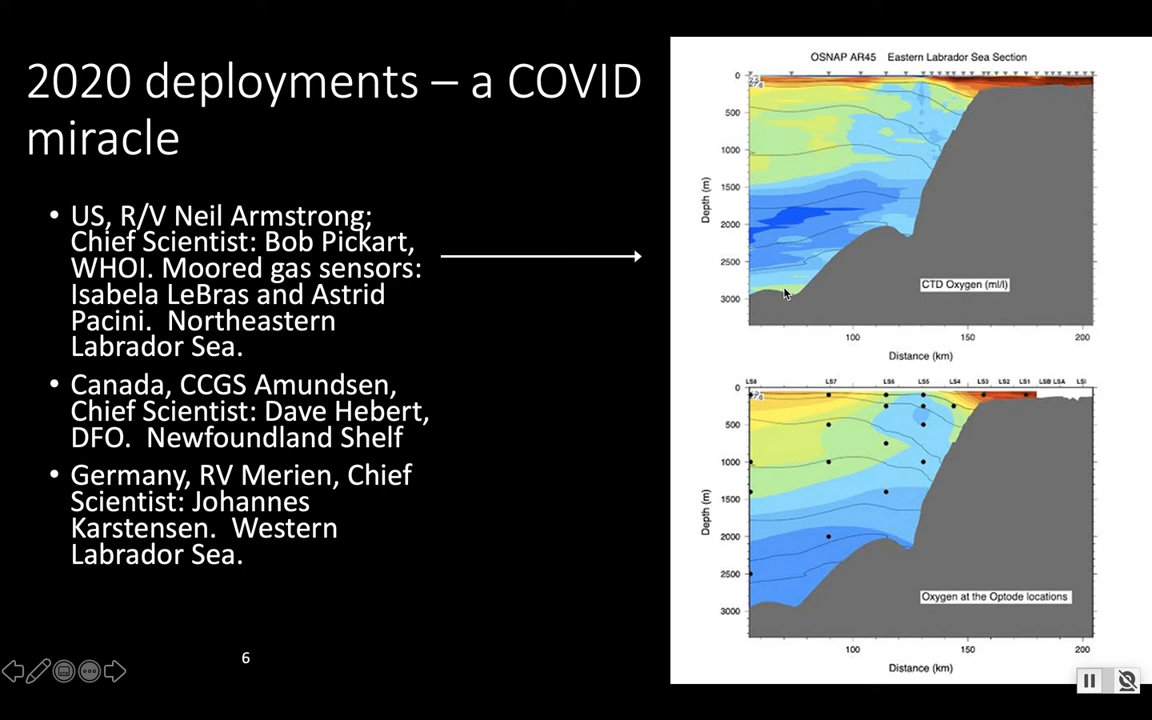 2020 deployments – a COVID
miracle
• US, R/V Neil Armstrong;
Chief Scientist: Bob Pickart,
WHOI. Moored gas sensors:
Isabela LeBras and Astrid
Pacini. Northeastern
Labrador Sea.
• Canada, CCGS Amundsen,
Chief Scientist: Dave Hebert,
DFO. Newfoundland Shelf
• Germany, RV Merien, Chief
Scientist: Johannes
Karstensen. Western
Labrador Sea.
6
OSNAP AR45 Eastern Labrador Sea Section
0
500
1000
1500
2000
2500
3000
Depth (m)
CTD Oxygen (ml/l)
100 150 200
Distance (km)
LS8 LS7 LS6 LS5 LS4 LS3 LS2 LS1 LSB LSA LSI
0
500
1000
1500
2000
2500
3000
Depth (m)
Oxygen at the Optode locations
100 150 200
Distance (km)